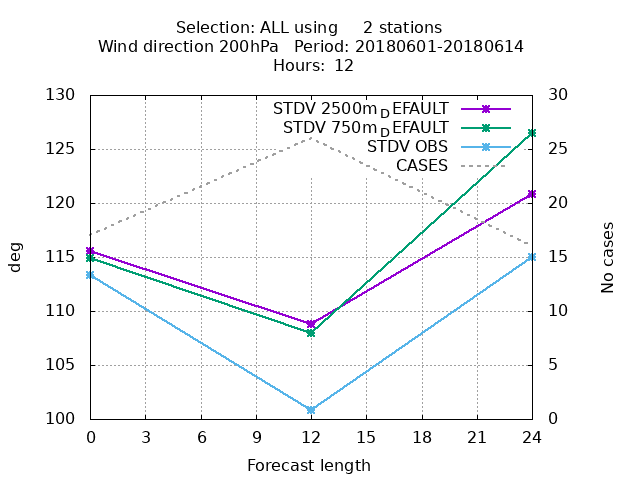 Selection: ALL using     2 stations
Wind direction 200hPa   Period: 20180601-20180614
Hours: 12
130
30
STDV 2500mDEFAULT
STDV 750mDEFAULT
STDV OBS
CASES
125
25
120
20
115
15
110
10
105
5
100
0
deg
No cases
0 3 6 9 12 15 18 21 24
Forecast length